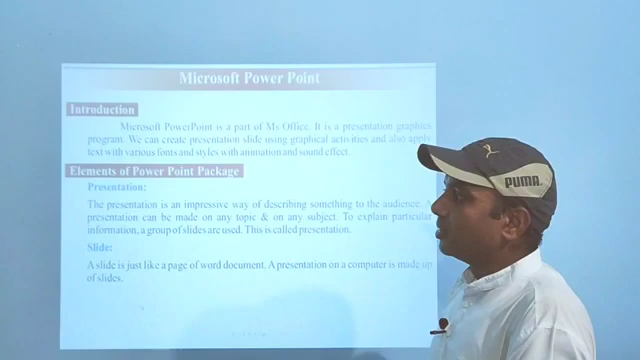 Microsoft Power Point
Introduction
Microsoft PowerPoint is a part of Ms Office. It is a presentation graphics
program. We can create presentation slide using graphical activities and also apply
text with various fonts and styles with animation and sound effect.
Elements of Power Point Package
Presentation:
The presentation is an impressive way of describing something to the audience. A
presentation can be made on any topic & on any subject. To explain particular
information, a group of slides are used. This is called presentation.
Slide:
A slide is just like a page of word document. A presentation on a computer is made up
of slides.
PUMA